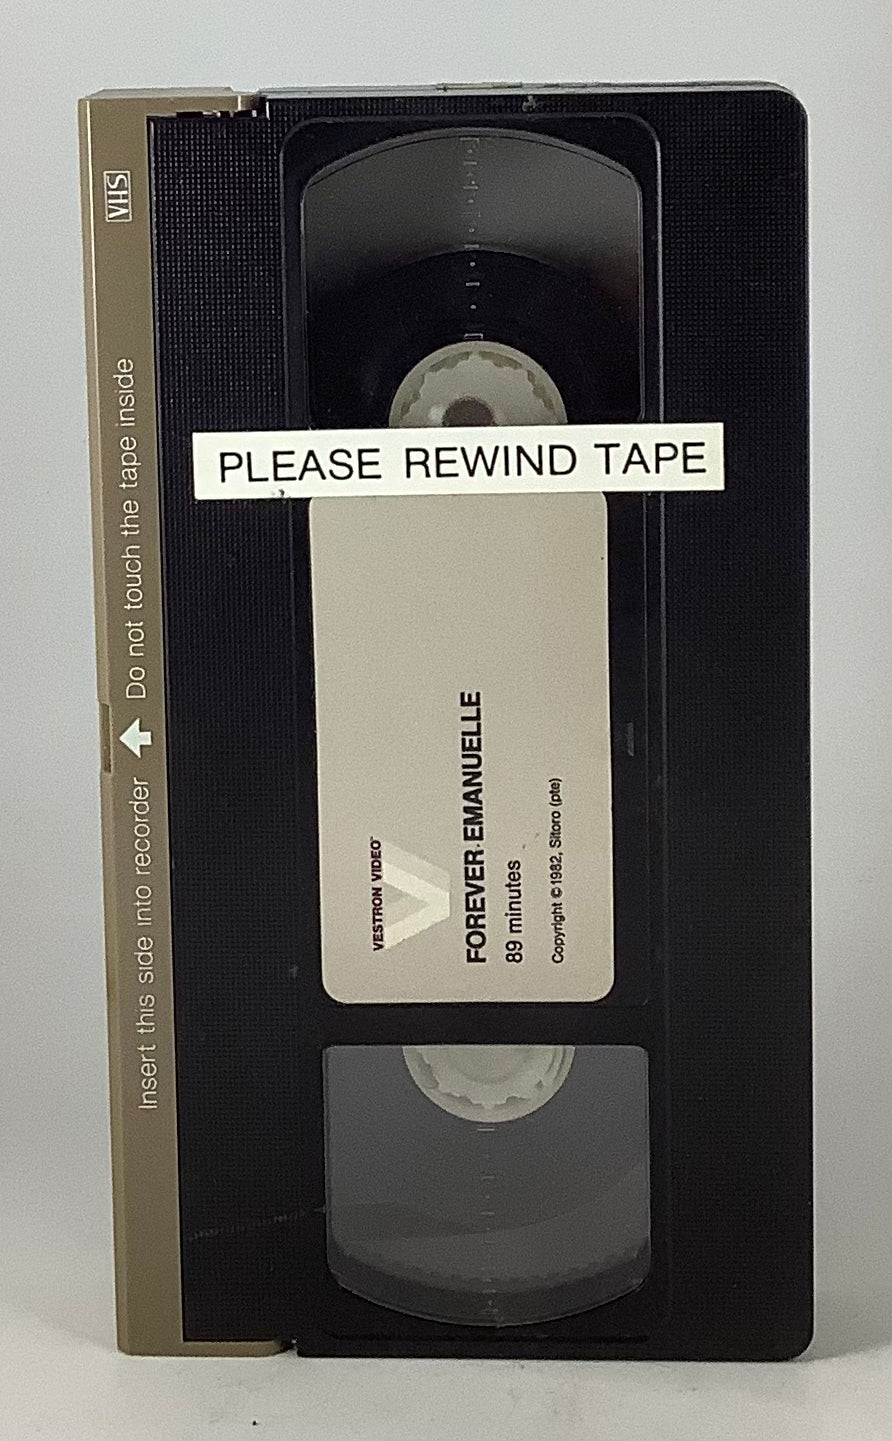 VHS
Insert this side into recorder Do not touch the tape inside
PLEASE REWIND TAPE
VESTRON VIDEO™
FOREVER EMANUELLE
89 minutes
Copyright © 1982, Sitoro (pte)